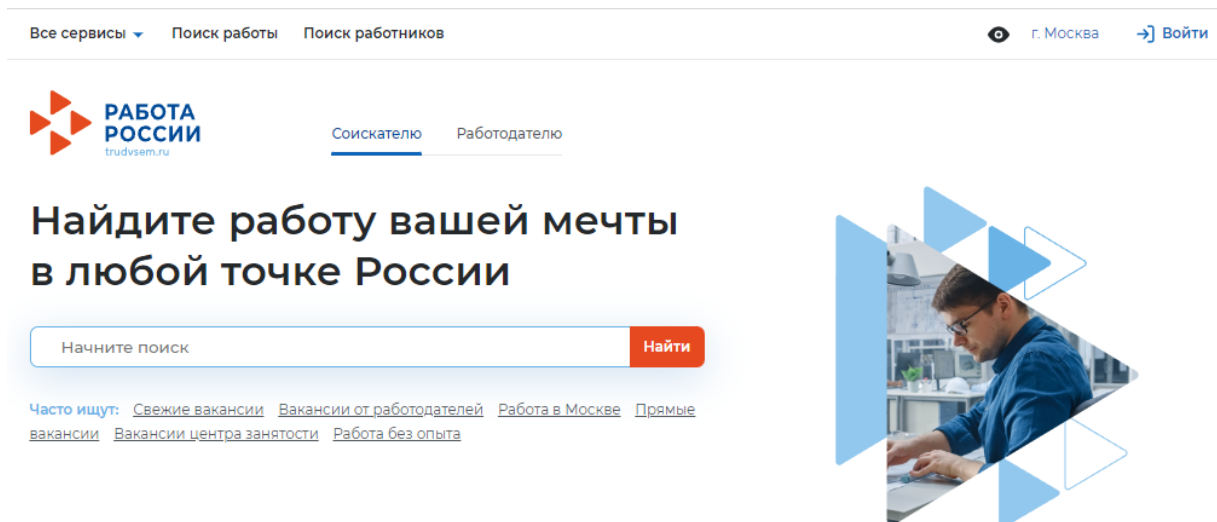 Все сервисы Поиск работы Поиск работников г. Москва Войти
РАБОТА
РОССИИ
trudvsem.ru
Соискателю Работодателю
Найдите работу вашей мечты
в любой точке России
Начните поиск Найти
Часто ищут: Свежие вакансии Вакансии от работодателей Работа в Москве Прямые
вакансии Вакансии центра занятости Работа без опыта